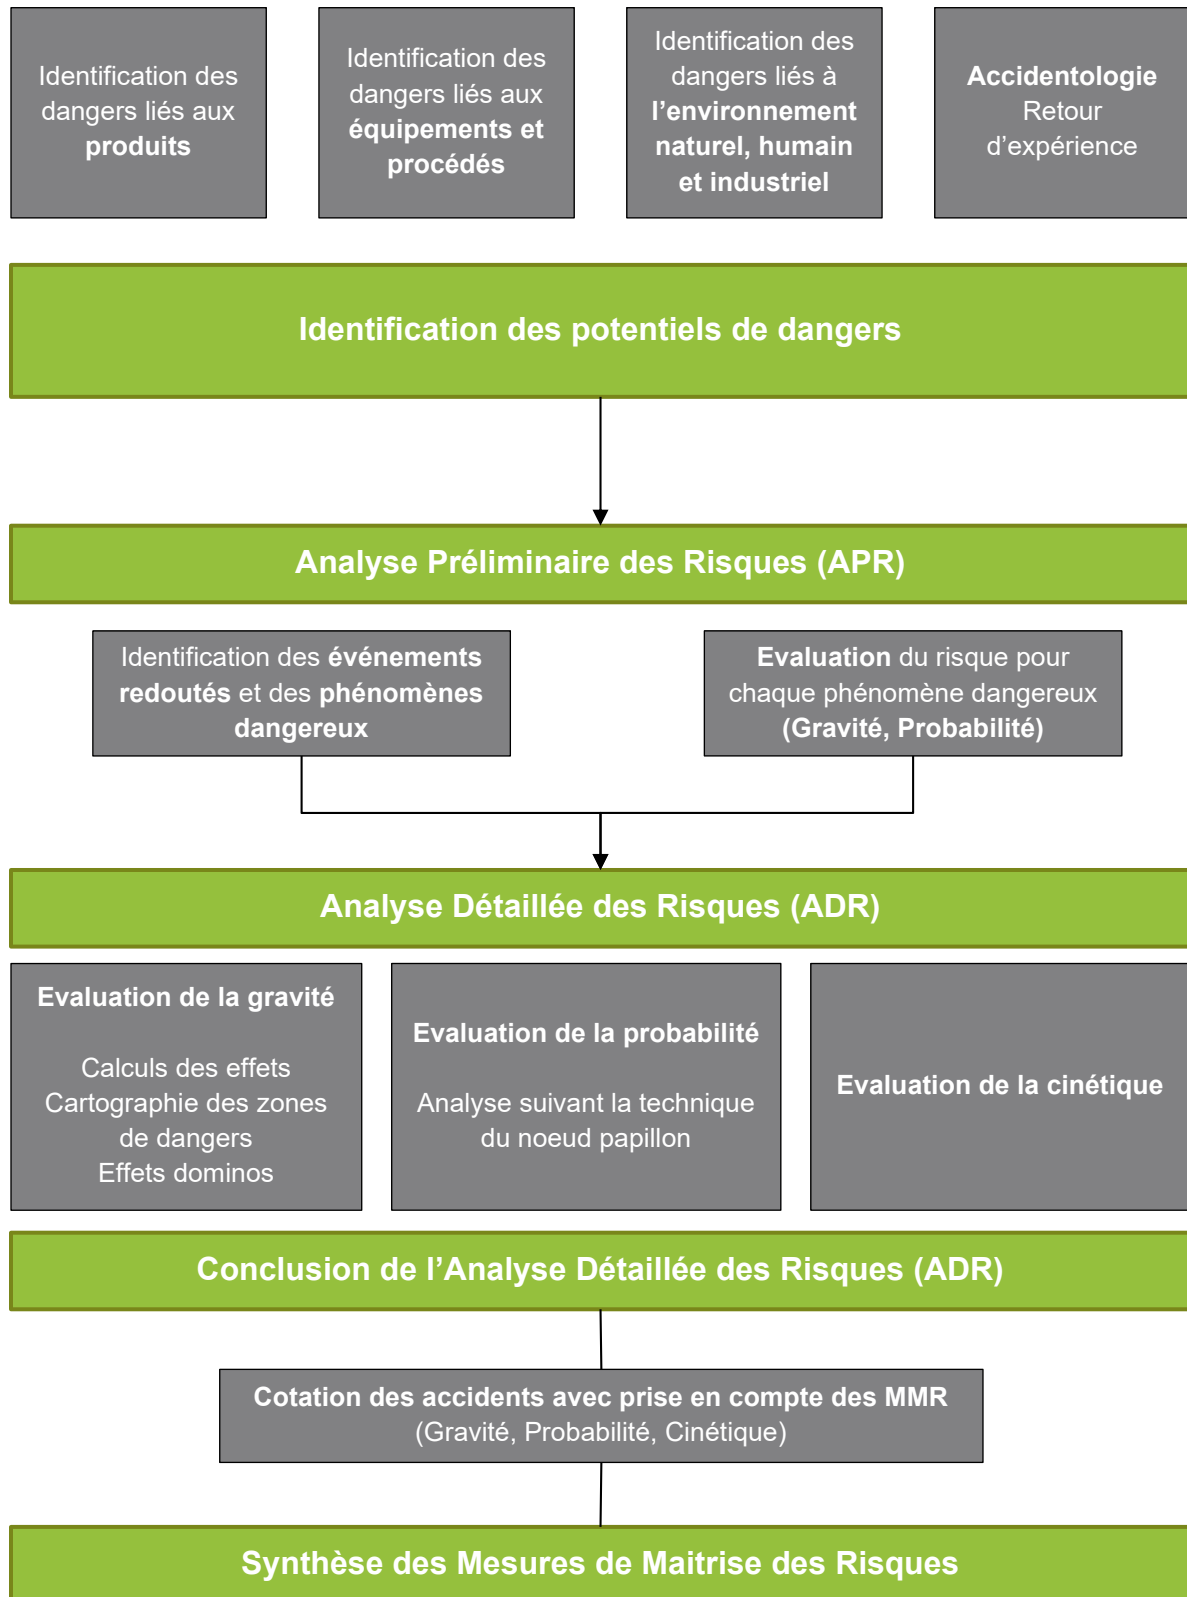 Identification des
dangers liés aux
produits
Identification des
dangers liés aux
équipements et
procédés
Identification des
dangers liés à
l’environnement
naturel, humain
et industriel
Accidentologie
Retour
d’expérience
Identification des potentiels de dangers
Analyse Préliminaire des Risques (APR)
Identification des événements
redoutés et des phénomènes
dangereux
Evaluation du risque pour
chaque phénomène dangereux
(Gravité, Probabilité)
Analyse Détaillée des Risques (ADR)
Evaluation de la gravité
Calculs des effets
Cartographie des zones
de dangers
Effets dominos
Evaluation de la probabilité
Analyse suivant la technique
du noeud papillon
Evaluation de la cinétique
Conclusion de l’Analyse Détaillée des Risques (ADR)
Cotation des accidents avec prise en compte des MMR
(Gravité, Probabilité, Cinétique)
Synthèse des Mesures de Maitrise des Risques